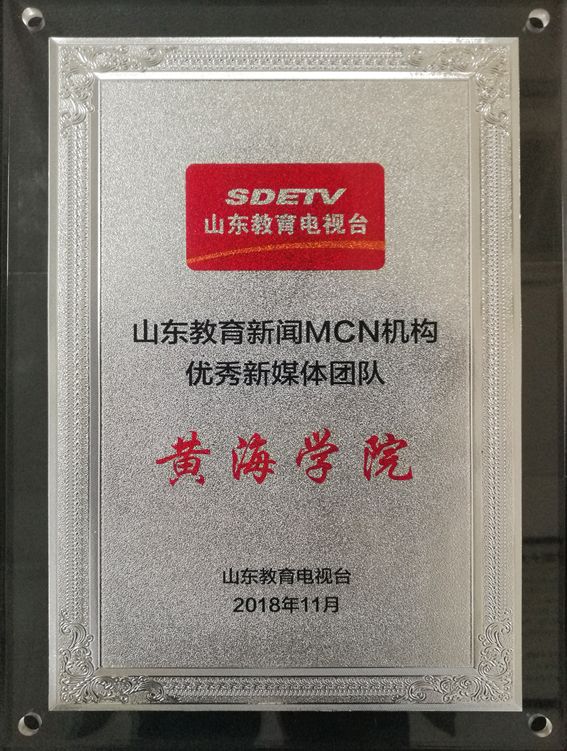 SDETV
山东教育电视台
山东教育新闻MCN机构
优秀新媒体团队
黄海学院
山东教育电视台
2018年11月